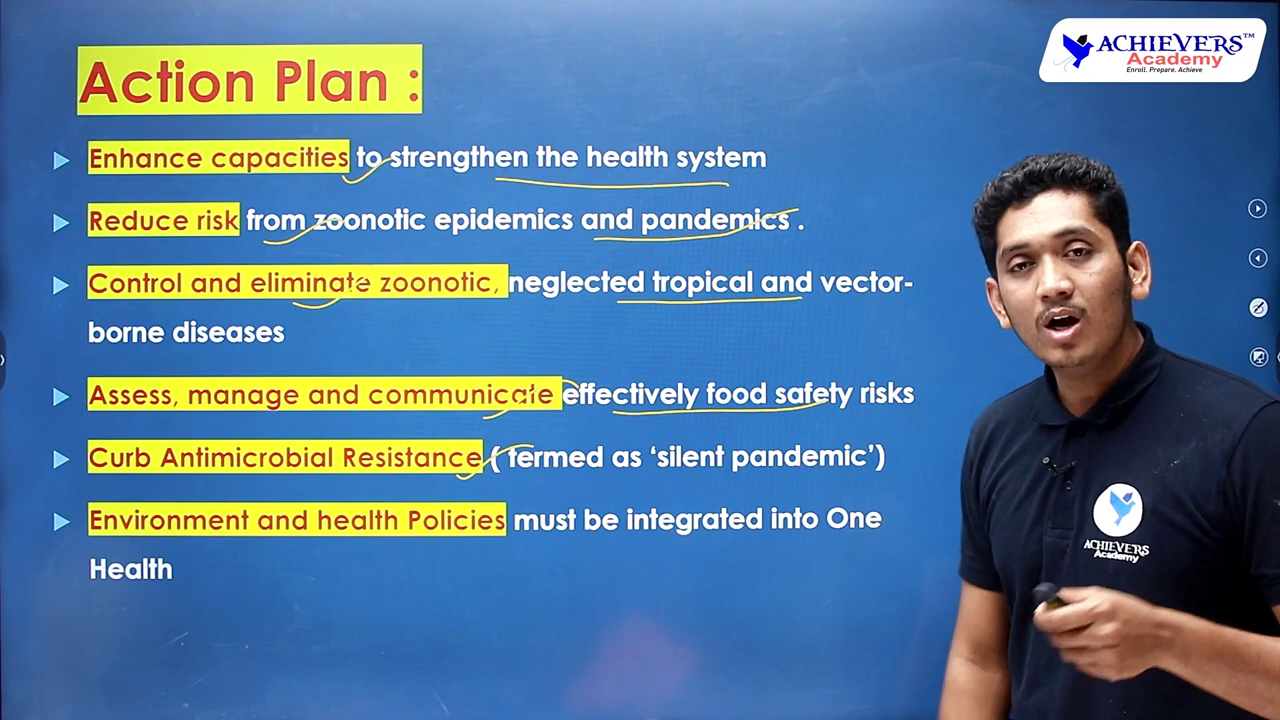 ACHIEVERS™
Academy
Enroll. Prepare. Achieve
Action Plan :
Enhance capacities to strengthen the health system
Reduce risk from zoonotic epidemics and pandemics .
Control and eliminate zoonotic, neglected tropical and vector-
borne diseases
Assess, manage and communicate effectively food safety risks
Curb Antimicrobial Resistance ( termed as ‘silent pandemic’)
Environment and health Policies must be integrated into One
Health
ACHIEVERS
Academy